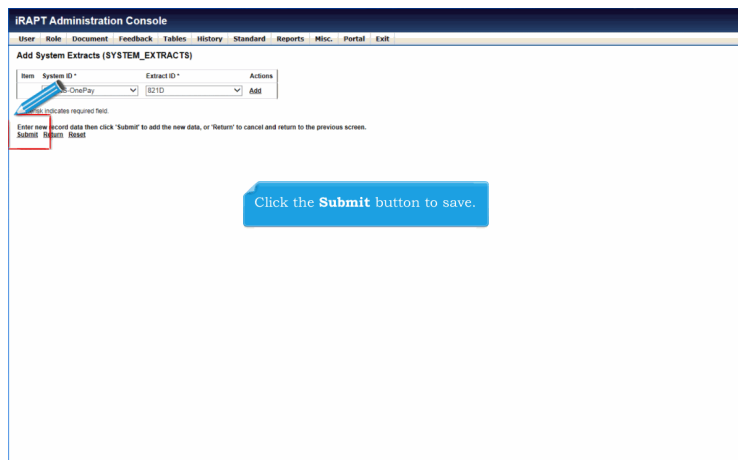 iRAPT Administration Console
User Role Document Feedback Tables History Standard Reports Misc. Portal Exit
Add System Extracts (SYSTEM_EXTRACTS)
Item System ID * Extract ID * Actions
-OnePay 821D Add
indicates required field.
Enter new record data then click 'Submit' to add the new data, or 'Return' to cancel and return to the previous screen.
Submit Return Reset
Click the Submit button to save.